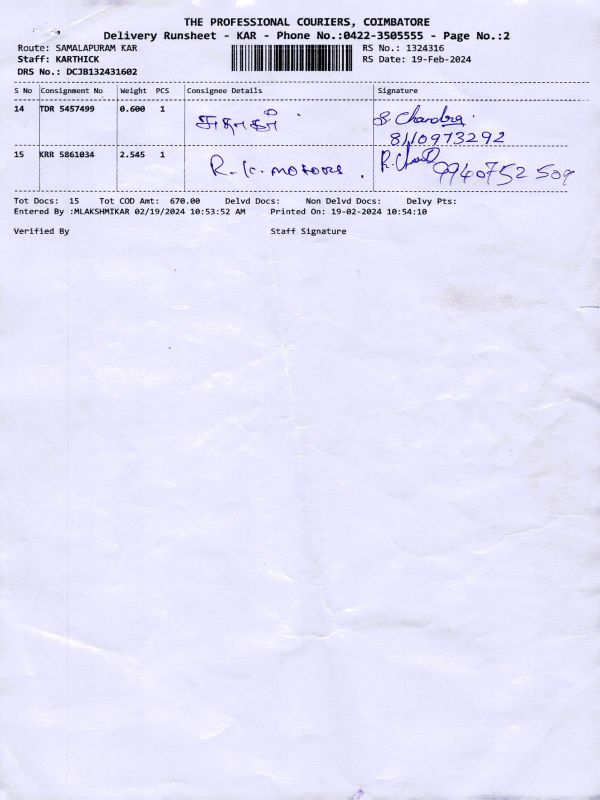 THE PROFESSIONAL COURIERS, COIMBATORE
Delivery Runsheet - KAR - Phone No.:0422-3505555 - Page No.:2
Route: SAMALAPURAM KAR RS No.: 1324316
Staff: KARTHICK RS Date: 19-Feb-2024
DRS No.: DCJB132431602
S No Consignment No Weight PCS Consignee Details Signature
14 TDR 5457499 0.600 1 S. Chandra
8110973292
15 KRR 5861034 2.545 1 R.K. motors. 9940752509
Tot Docs: 15 Tot COD Amt: 670.00 Delvd Docs: Non Delvd Docs: Delvy Pts:
Entered By :MLAKSHMIKAR 02/19/2024 10:53:52 AM Printed On: 19-02-2024 10:54:10
Verified By Staff Signature